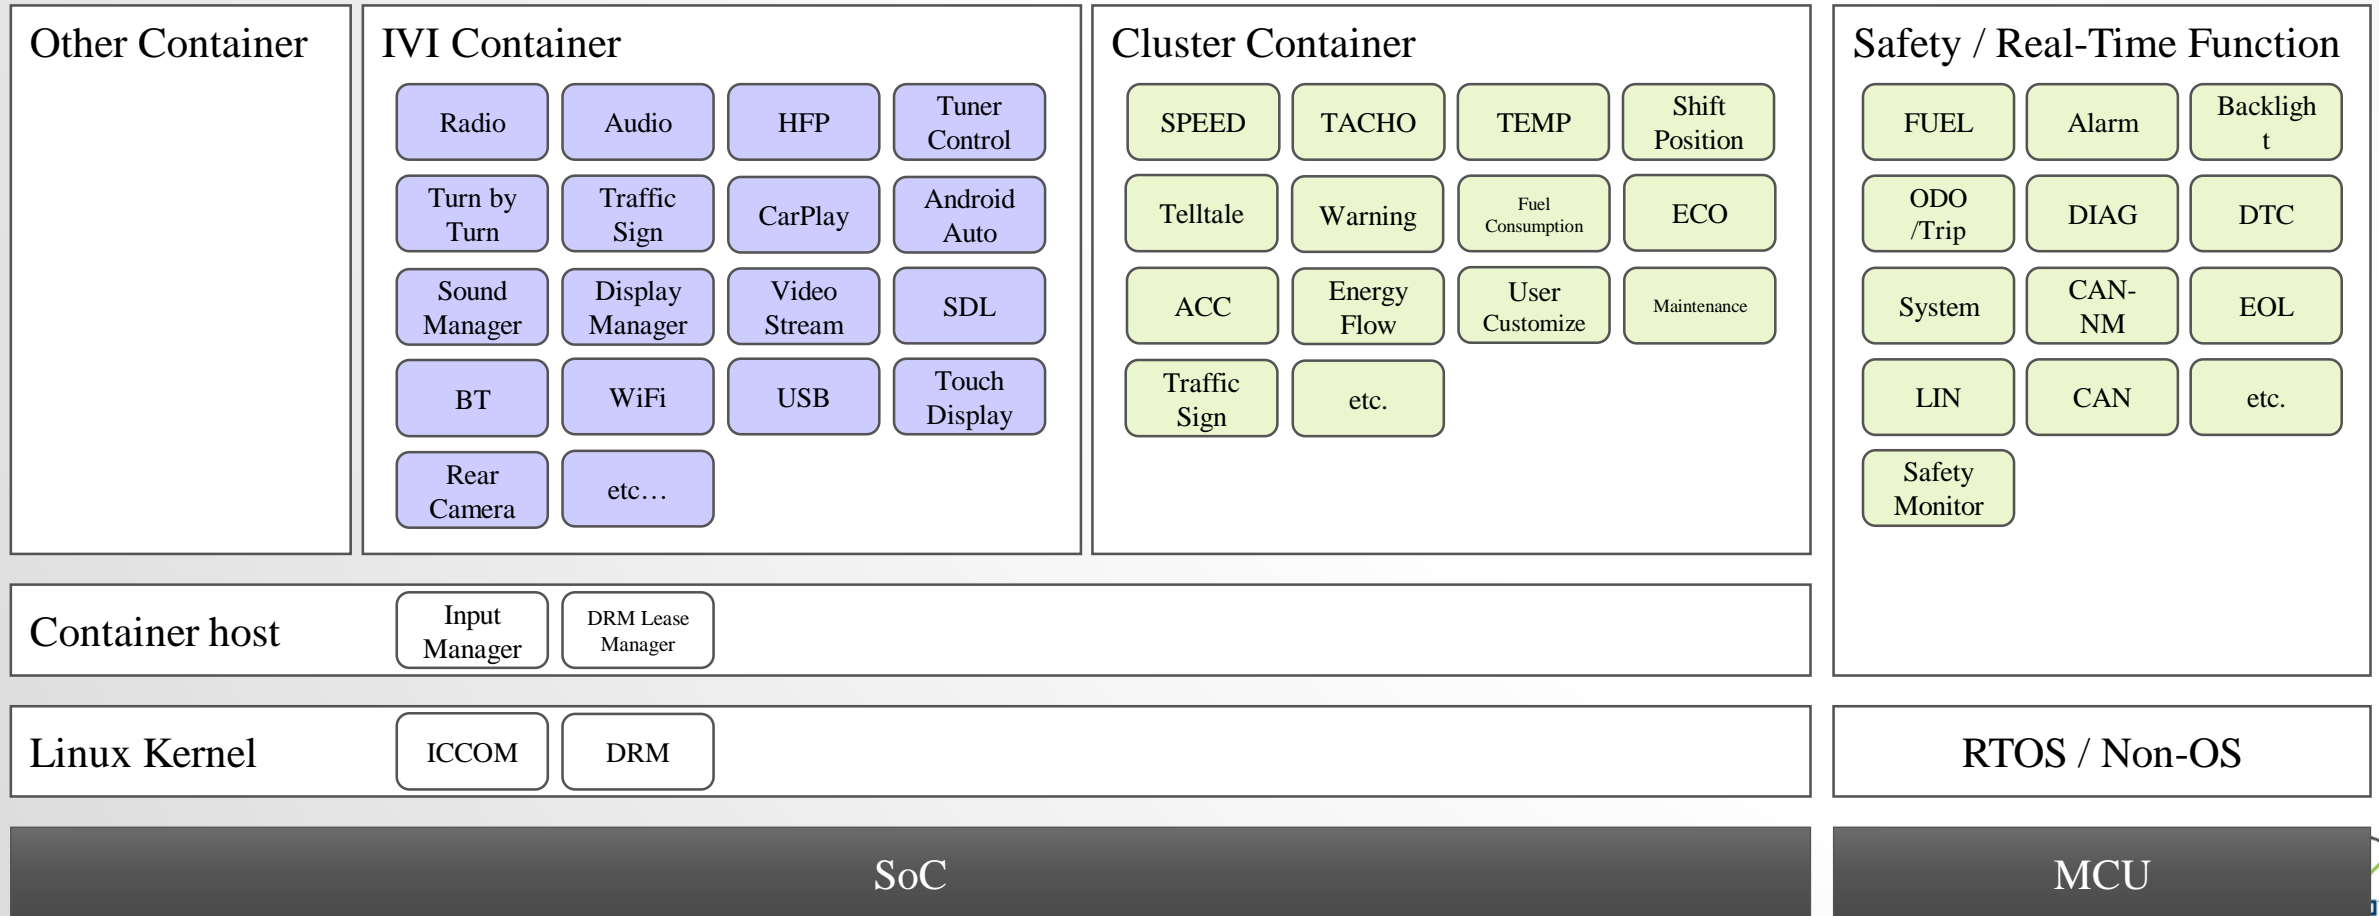 Other Container
IVI Container
Radio
Audio
HFP
Tuner
Control
Turn by
Turn
Traffic
Sign
CarPlay
Android
Auto
Sound
Manager
Display
Manager
Video
Stream
SDL
BT
WiFi
USB
Touch
Display
Rear
Camera
etc…
Cluster Container
SPEED
TACHO
TEMP
Shift
Position
Telltale
Warning
Fuel
Consumption
ECO
ACC
Energy
Flow
User
Customize
Maintenance
Traffic
Sign
etc.
Safety / Real-Time Function
FUEL
Alarm
Backligh
t
ODO
/Trip
DIAG
DTC
System
CAN-
NM
EOL
LIN
CAN
etc.
Safety
Monitor
Container host
Input
Manager
DRM Lease
Manager
Linux Kernel
ICCOM
DRM
RTOS / Non-OS
SoC
MCU